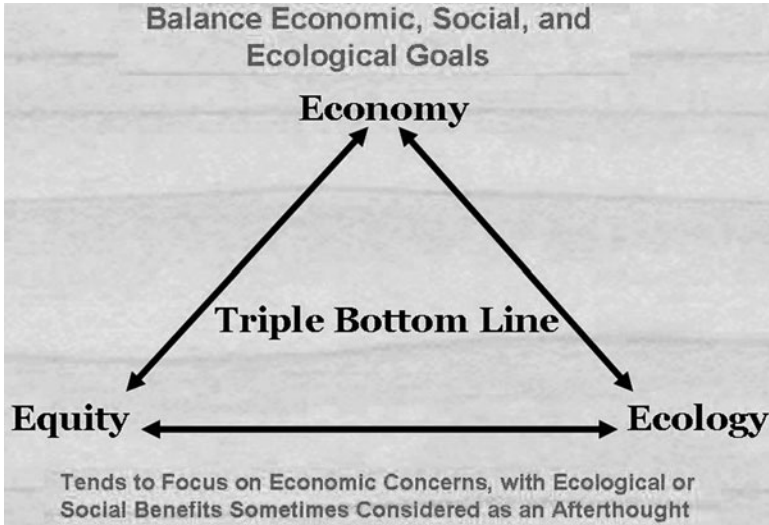 Balance Economic, Social, and
Ecological Goals
Economy
Triple Bottom Line
Equity
Ecology
Tends to Focus on Economic Concerns, with Ecological or
Social Benefits Sometimes Considered as an Afterthought